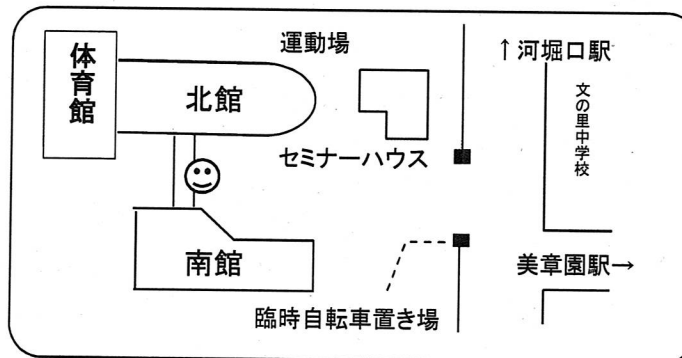 体育館
運動場
↑河堀口駅
北館
文の里中学校
セミナーハウス
南館
美章園駅→
臨時自転車置き場